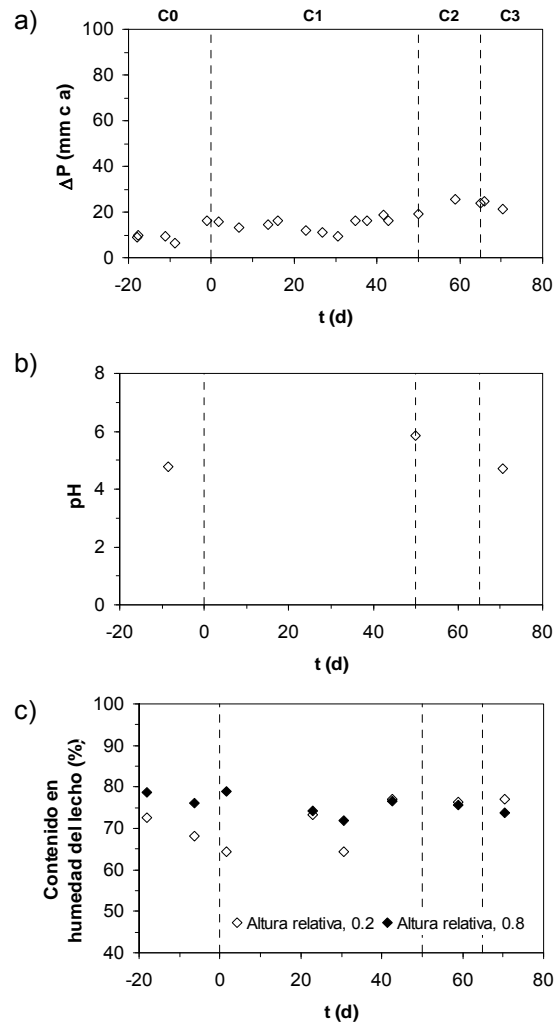 C0 C1 C2 C3
a)
ΔP (mm c a)
100
80
60
40
20
0
-20 0 20 40 60 80
t (d)
b)
pH
8
6
4
2
0
-20 0 20 40 60 80
t (d)
c)
Contenido en
humedad del lecho (%)
100
90
80
70
60
50
40
Altura relativa, 0.2 Altura relativa, 0.8
-20 0 20 40 60 80
t (d)